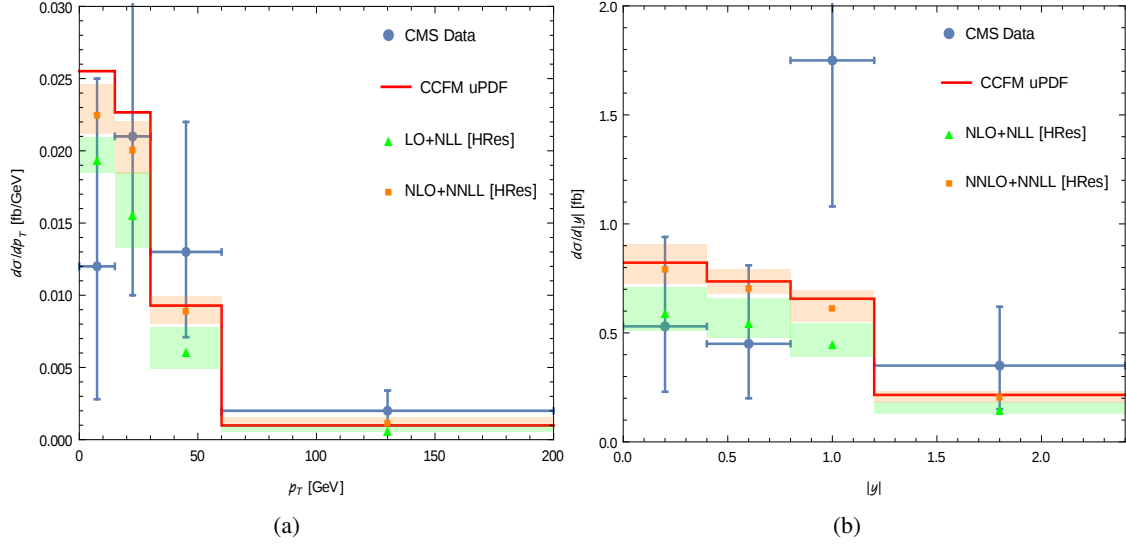 0.030
0.025
0.020
0.015
0.010
0.005
0.000
dσ/dp_T [fb/GeV]
CMS Data
CCFM uPDF
LO+NLL [HRes]
NLO+NNLL [HRes]
0
50
100
150
200
p_T [GeV]
(a)
2.0
1.5
1.0
0.5
0.0
dσ/d|y| [fb]
CMS Data
CCFM uPDF
NLO+NLL [HRes]
NNLO+NNLL [HRes]
0.0
0.5
1.0
1.5
2.0
|y|
(b)